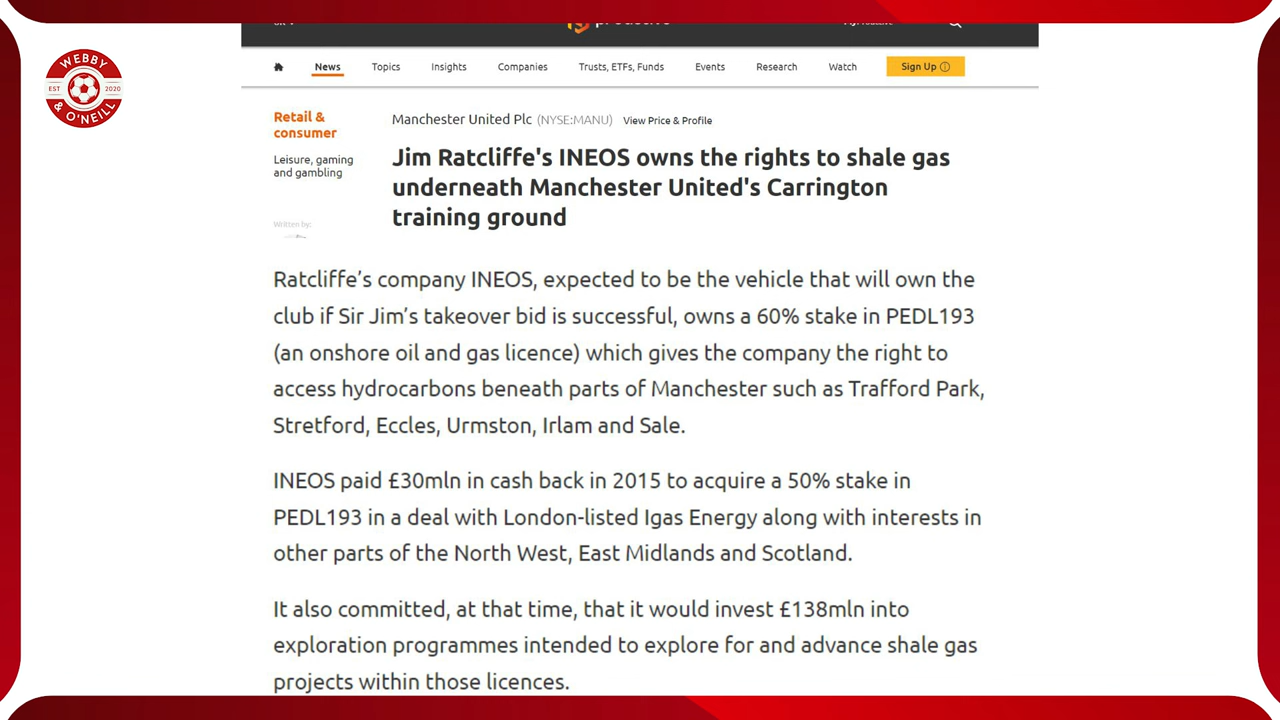 WEBBY
EST 2020
& O'NEILL
News Topics Insights Companies Trusts, ETFs, Funds Events Research Watch Sign Up
Retail &
consumer
Leisure, gaming
and gambling
Written by:
Manchester United Plc (NYSE:MANU) View Price & Profile
Jim Ratcliffe's INEOS owns the rights to shale gas
underneath Manchester United's Carrington
training ground
Ratcliffe’s company INEOS, expected to be the vehicle that will own the
club if Sir Jim’s takeover bid is successful, owns a 60% stake in PEDL193
(an onshore oil and gas licence) which gives the company the right to
access hydrocarbons beneath parts of Manchester such as Trafford Park,
Stretford, Eccles, Urmston, Irlam and Sale.
INEOS paid £30mln in cash back in 2015 to acquire a 50% stake in
PEDL193 in a deal with London-listed Igas Energy along with interests in
other parts of the North West, East Midlands and Scotland.
It also committed, at that time, that it would invest £138mln into
exploration programmes intended to explore for and advance shale gas
projects within those licences.